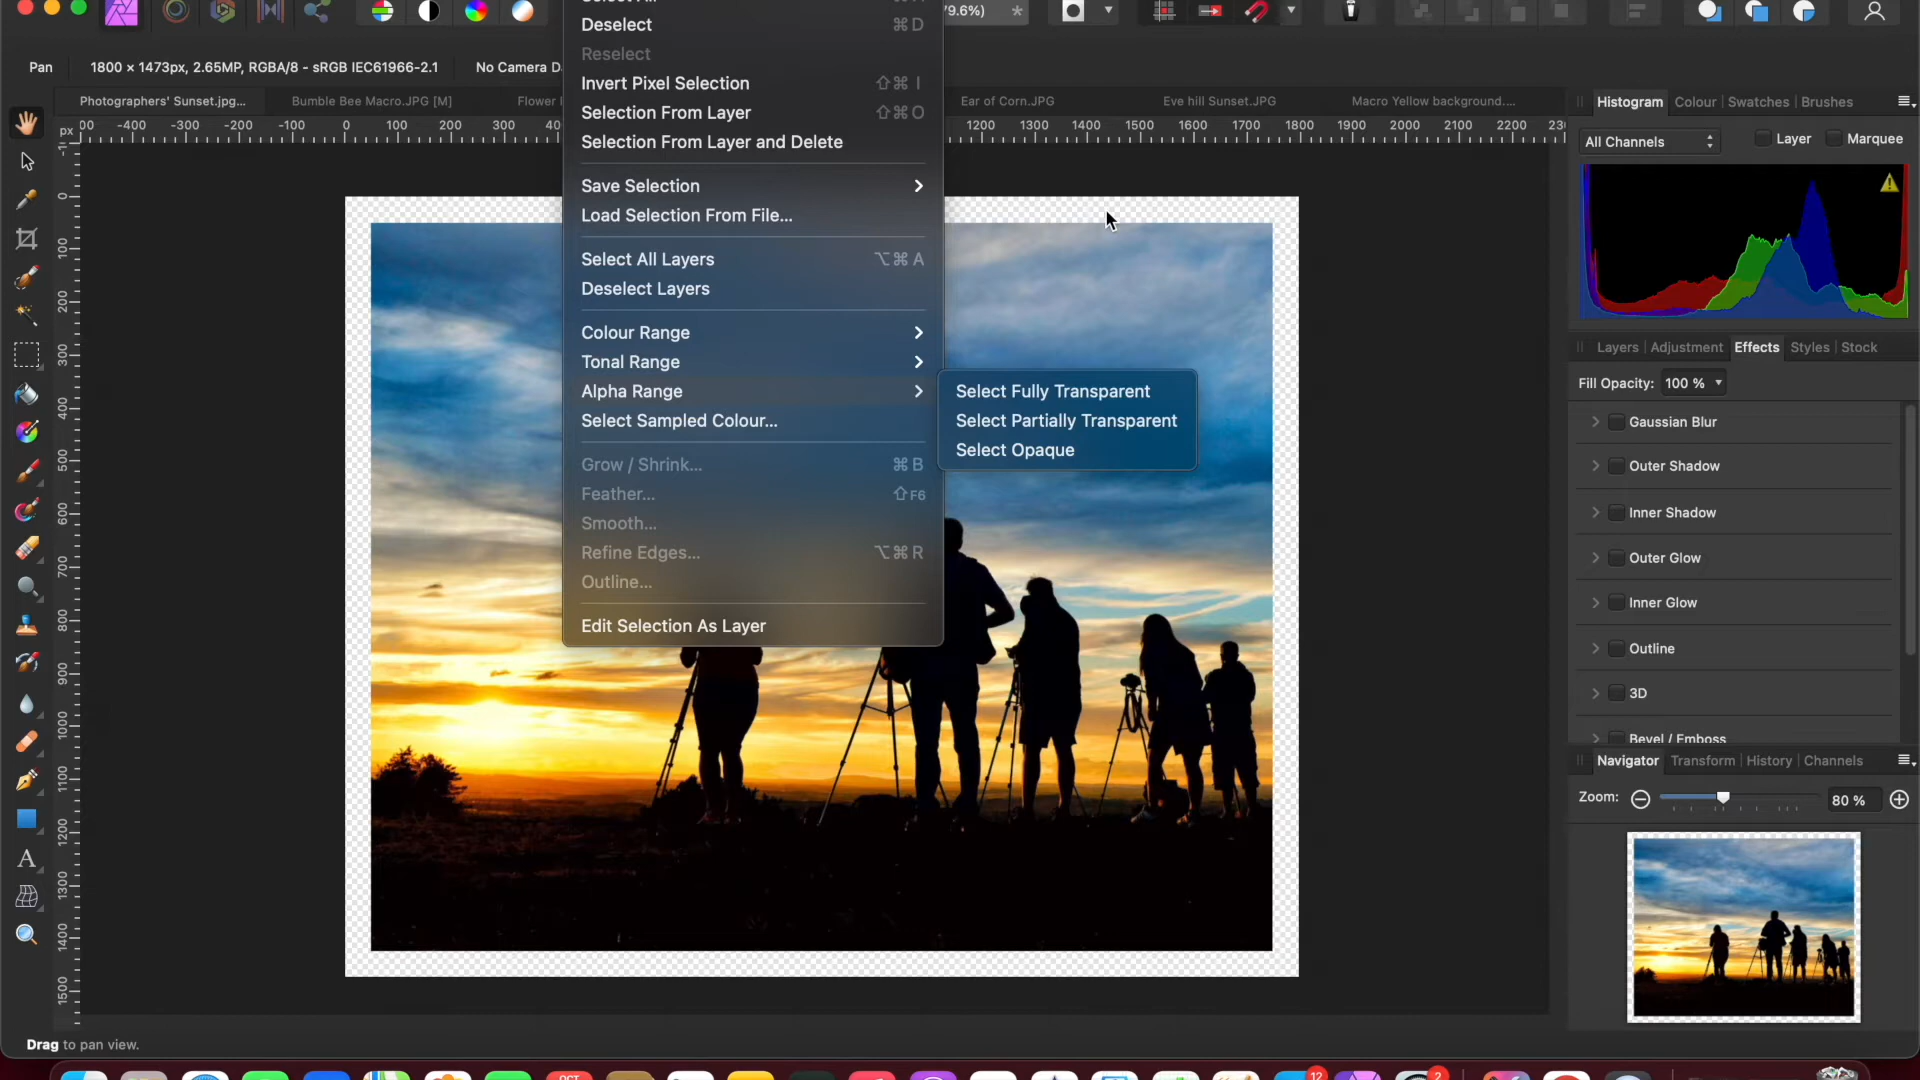 79.6%) *
Deselect ⌘ D
Reselect
Pan 1800 × 1473px, 2.65MP, RGBA/8 - sRGB IEC61966-2.1 No Camera
Invert Pixel Selection ⇧⌘ I
Photographers' Sunset.jpg... Bumble Bee Macro.JPG [M] Flower Ear of Corn.JPG Eve hill Sunset.JPG Macro Yellow background....
Histogram Colour Swatches Brushes
Selection From Layer ⇧⌘ O
px -400 -300 -200 -100 0 100 200 300 1200 1300 1400 1500 1600 1700 1800 1900 2000 2100 2200
Selection From Layer and Delete
All Channels Layer Marquee
Save Selection
Load Selection From File...
Select All Layers ⌥⌘ A
Deselect Layers
Colour Range
Tonal Range
Alpha Range
Select Sampled Colour...
Select Fully Transparent
Select Partially Transparent
Select Opaque
Grow / Shrink... ⌘ B
Feather... ⇧F6
Smooth...
Refine Edges... ⌥⌘ R
Outline...
Edit Selection As Layer
0
100
200
300
400
500
600
700
800
900
1000
1100
1200
1300
1400
1500
A
Layers Adjustment Effects Styles Stock
Fill Opacity: 100 %
Gaussian Blur
Outer Shadow
Inner Shadow
Outer Glow
Inner Glow
Outline
3D
Bevel / Emboss
Navigator Transform History Channels
Zoom: 80 %
Drag to pan view.
OCT 12 2